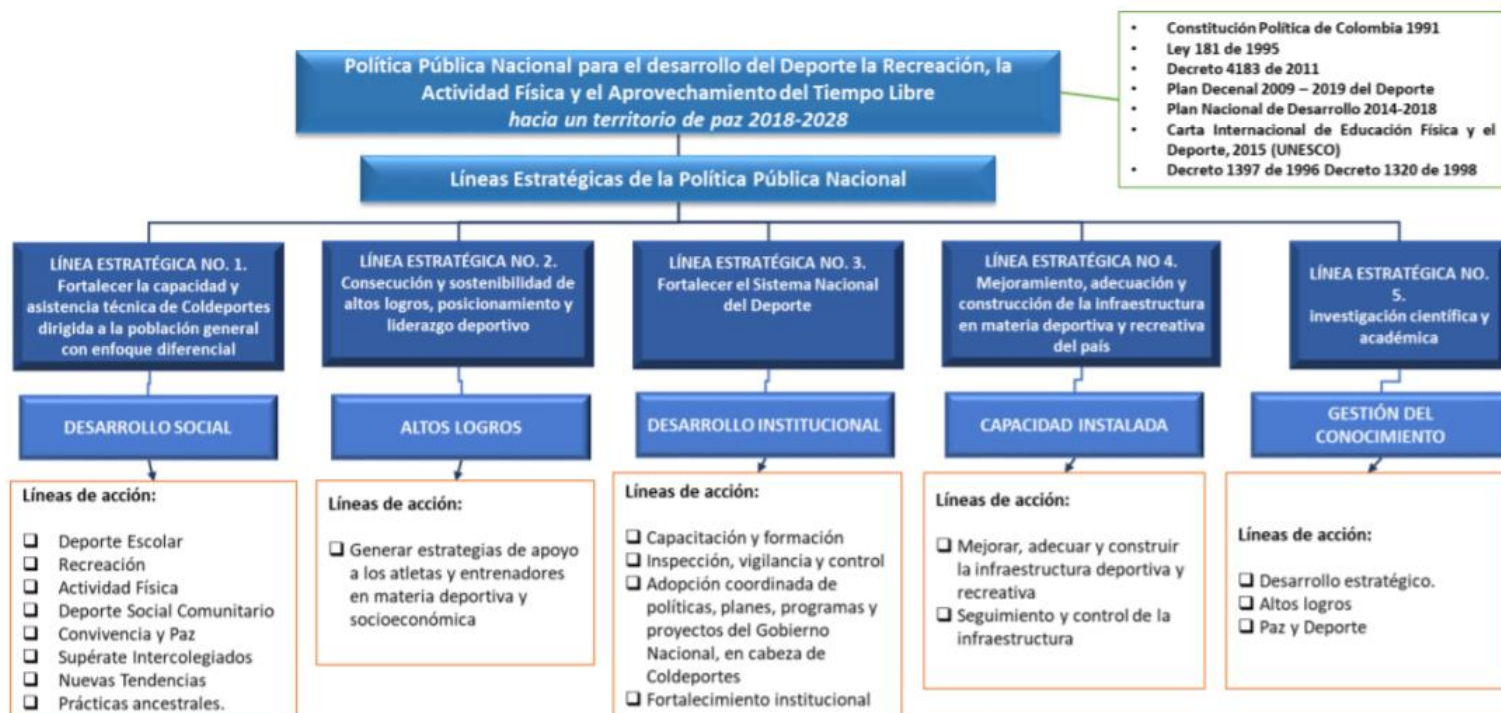 Política Pública Nacional para el desarrollo del Deporte la Recreación, la
Actividad Física y el Aprovechamiento del Tiempo Libre
hacia un territorio de paz 2018-2028
• Constitución Política de Colombia 1991
• Ley 181 de 1995
• Decreto 4183 de 2011
• Plan Decenal 2009 – 2019 del Deporte
• Plan Nacional de Desarrollo 2014-2018
• Carta Internacional de Educación Física y el
Deporte, 2015 (UNESCO)
• Decreto 1397 de 1996 Decreto 1320 de 1998
Líneas Estratégicas de la Política Pública Nacional
LÍNEA ESTRATÉGICA NO. 1.
Fortalecer la capacidad y
asistencia técnica de Coldeportes
dirigida a la población general
con enfoque diferencial
LÍNEA ESTRATÉGICA NO. 2.
Consecución y sostenibilidad de
altos logros, posicionamiento y
liderazgo deportivo
LÍNEA ESTRATÉGICA NO. 3.
Fortalecer el Sistema Nacional
del Deporte
LÍNEA ESTRATÉGICA NO 4.
Mejoramiento, adecuación y
construcción de la infraestructura
en materia deportiva y recreativa
del país
LÍNEA ESTRATÉGICA NO.
5.
investigación científica y
académica
DESARROLLO SOCIAL
ALTOS LOGROS
DESARROLLO INSTITUCIONAL
CAPACIDAD INSTALADA
GESTIÓN DEL
CONOCIMIENTO
Líneas de acción:
❑ Deporte Escolar
❑ Recreación
❑ Actividad Física
❑ Deporte Social Comunitario
❑ Convivencia y Paz
❑ Supérate Intercolegiados
❑ Nuevas Tendencias
❑ Prácticas ancestrales.
Líneas de acción:
❑ Generar estrategias de apoyo
a los atletas y entrenadores
en materia deportiva y
socioeconómica
Líneas de acción:
❑ Capacitación y formación
❑ Inspección, vigilancia y control
❑ Adopción coordinada de
políticas, planes, programas y
proyectos del Gobierno
Nacional, en cabeza de
Coldeportes
❑ Fortalecimiento institucional
Líneas de acción:
❑ Mejorar, adecuar y construir
la infraestructura deportiva y
recreativa
❑ Seguimiento y control de la
infraestructura
Líneas de acción:
❑ Desarrollo estratégico.
❑ Altos logros
❑ Paz y Deporte